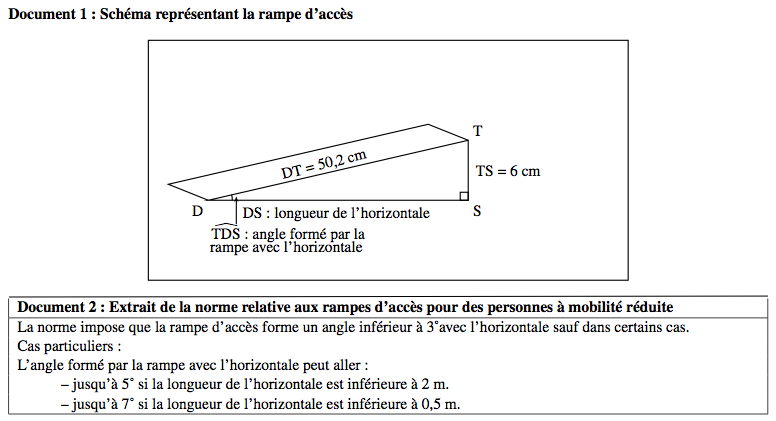 Document 1 : Schéma représentant la rampe d'accès
T
DT = 50,2 cm
TS = 6 cm
D
DS : longueur de l'horizontale
S
TDS : angle formé par la
rampe avec l'horizontale
Document 2 : Extrait de la norme relative aux rampes d'accès pour des personnes à mobilité réduite
La norme impose que la rampe d'accès forme un angle inférieur à 3°avec l'horizontale sauf dans certains cas.
Cas particuliers :
L'angle formé par la rampe avec l'horizontale peut aller :
– jusqu'à 5° si la longueur de l'horizontale est inférieure à 2 m.
– jusqu'à 7° si la longueur de l'horizontale est inférieure à 0,5 m.